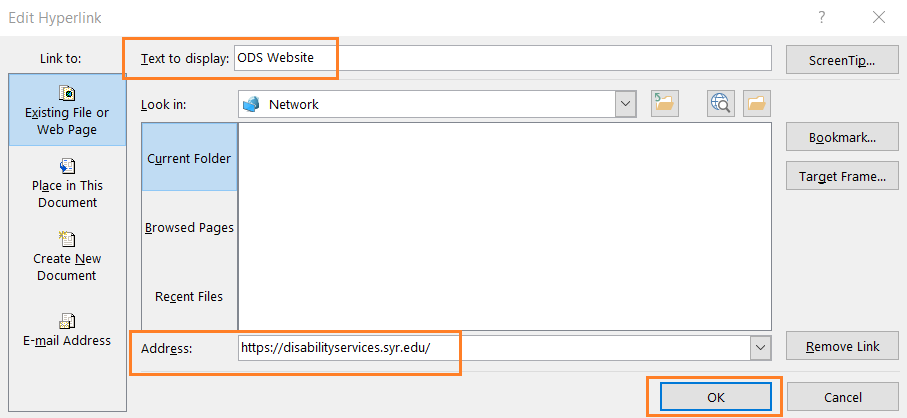 Edit Hyperlink
?
Link to:
Text to display:
ODS Website
ScreenTip...
Existing File or
Web Page
Look in:
Network
Current Folder
Bookmark...
Place in This
Document
Target Frame...
Browsed Pages
Create New
Document
Recent Files
E-mail Address
Address:
https://disabilityservices.syr.edu/
Remove Link
OK
Cancel